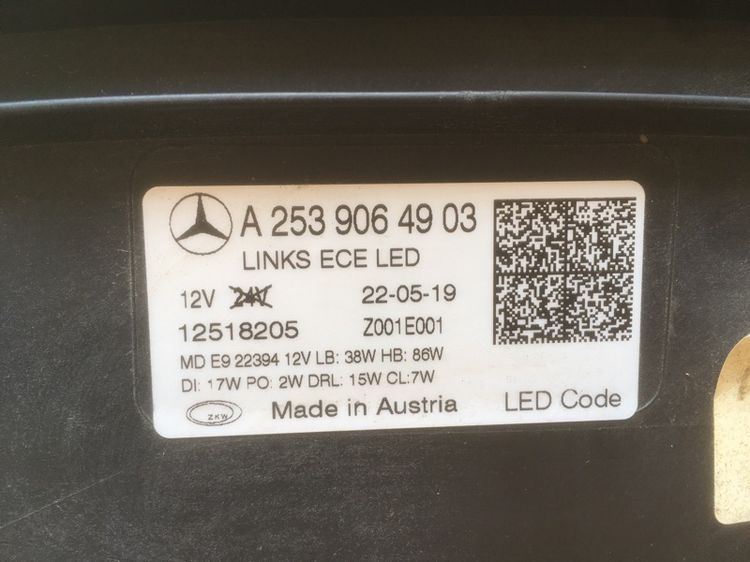 A 253 906 49 03
LINKS ECE LED
12V 24V 22-05-19
12518205 Z001E001
MD E9 22394 12V LB: 38W HB: 86W
DI: 17W PO: 2W DRL: 15W CL:7W
ZKW Made in Austria LED Code